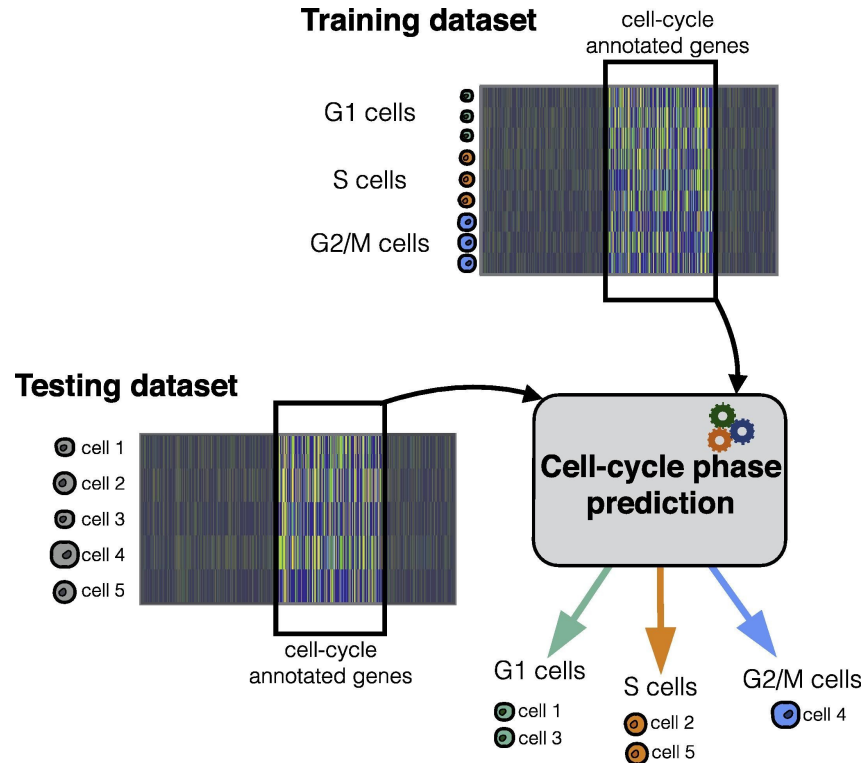 Training dataset
cell-cycle
annotated genes
G1 cells
S cells
G2/M cells
Testing dataset
cell 1
cell 2
cell 3
cell 4
cell 5
cell-cycle
annotated genes
Cell-cycle phase
prediction
G1 cells
cell 1
cell 3
S cells
cell 2
cell 5
G2/M cells
cell 4